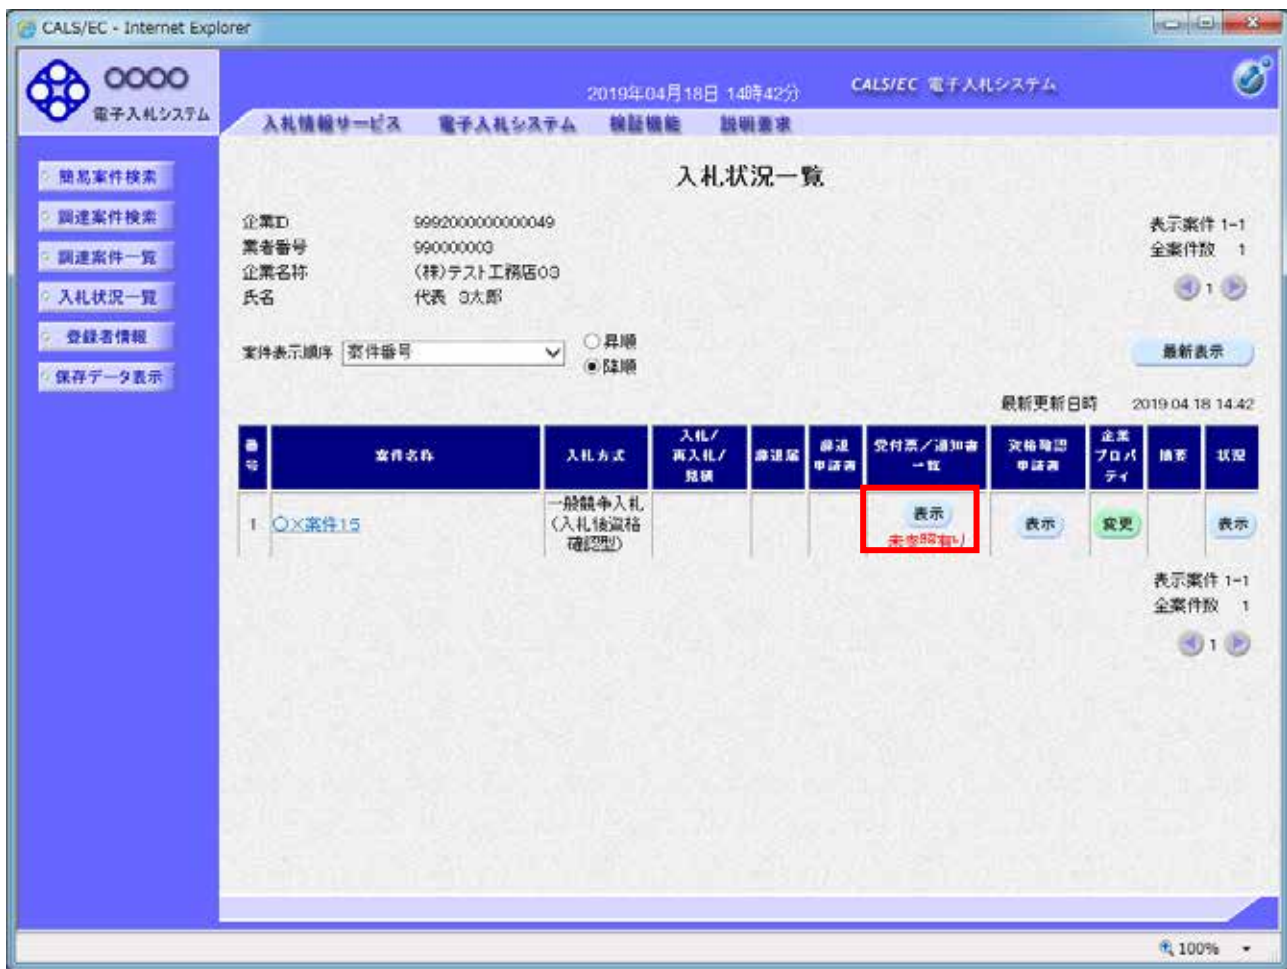 CALS/EC - Internet Explorer
○○○○
電子入札システム
2019年04月18日 14時42分
CALS/EC 電子入札システム
入札情報サービス 電子入札システム 検証機能 説明要求
簡易案件検索
調達案件検索
調達案件一覧
入札状況一覧
登録者情報
保存データ表示
入札状況一覧
企業ID 9992000000000049
業者番号 990000003
企業名称 (株)テスト工務店03
氏名 代表 3太郎
表示案件 1-1
全案件数 1
1
案件表示順序 案件番号
○昇順
●降順
最新表示
最新更新日時 2019.04.18 14:42
番号 案件名称 入札方式 入札/再入札/見積 辞退届 辞退申請書 受付票/通知書一覧 資格確認申請書 企業プロパティ 摘要 状況
1 ○×案件15 一般競争入札(入札後資格確認型) 表示 未参照有り 表示 変更 表示
表示案件 1-1
全案件数 1
1
100%